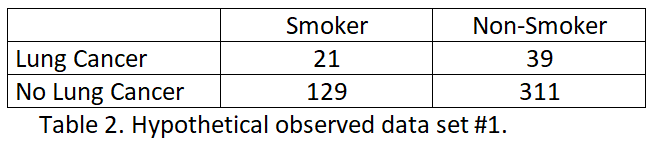 Smoker Non-Smoker
Lung Cancer 21 39
No Lung Cancer 129 311
Table 2. Hypothetical observed data set #1.